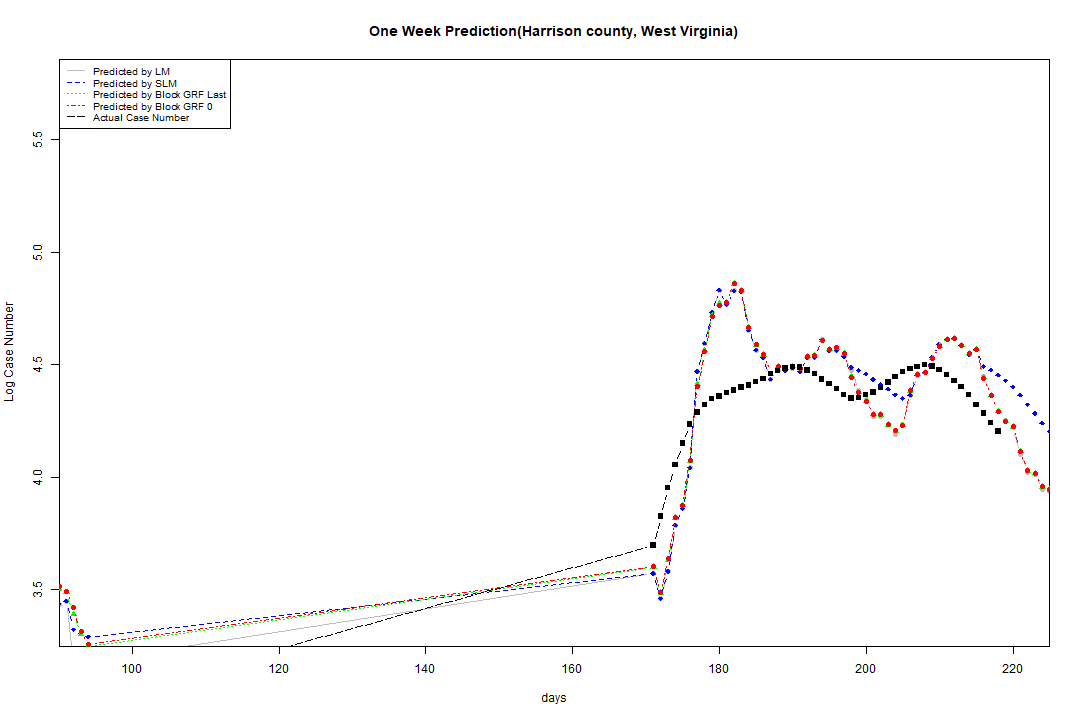 One Week Prediction(Harrison county, West Virginia)
Predicted by LM
Predicted by SLM
Predicted by Block GRF Last
Predicted by Block GRF 0
Actual Case Number
5.5
5.0
4.5
4.0
3.5
Log Case Number
100 120 140 160 180 200 220
days